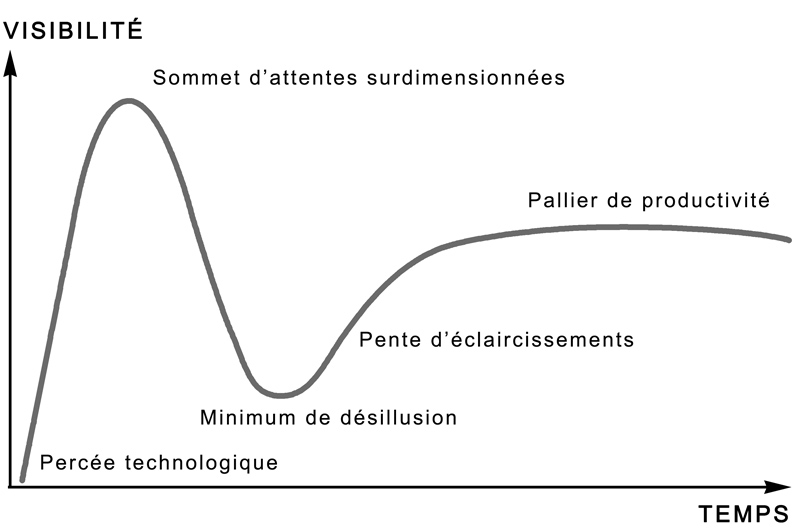 VISIBILITÉ
Sommet d'attentes surdimensionnées
Pallier de productivité
Pente d'éclaircissements
Minimum de désillusion
Percée technologique
TEMPS